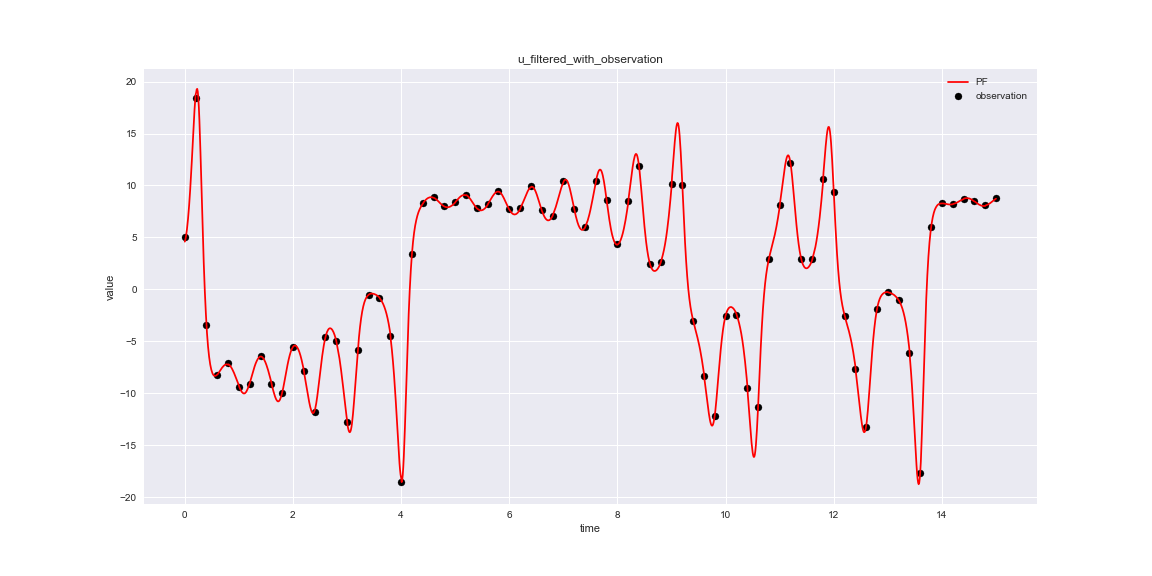 u_filtered_with_observation
PF
observation
20
15
10
5
0
−5
−10
−15
−20
value
0 2 4 6 8 10 12 14
time